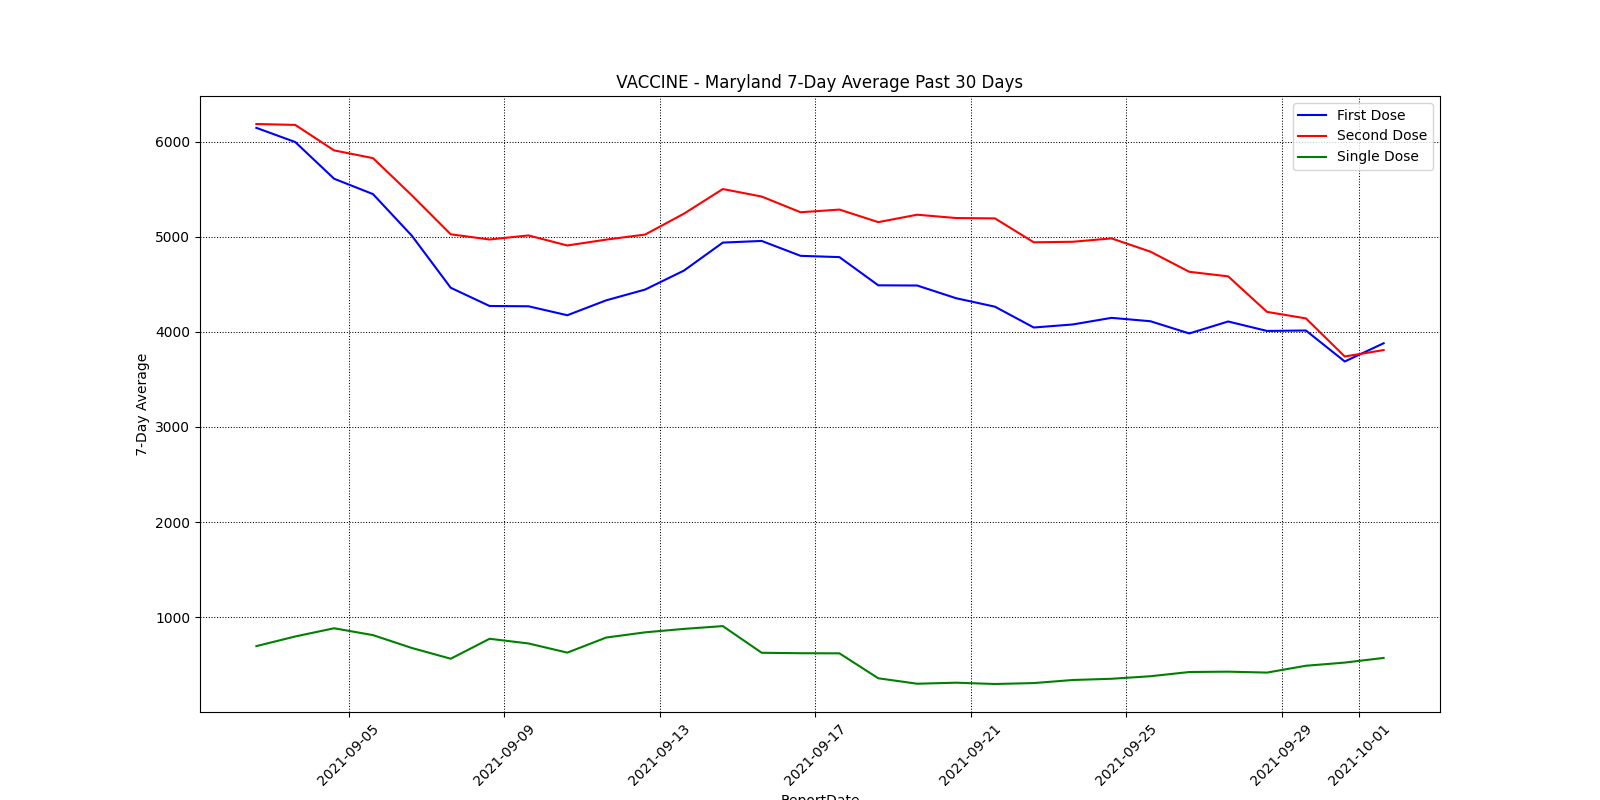 VACCINE - Maryland 7-Day Average Past 30 Days
First Dose
Second Dose
Single Dose
7-Day Average
6000
5000
4000
3000
2000
1000
2021-09-05
2021-09-09
2021-09-13
2021-09-17
2021-09-21
2021-09-25
2021-09-29
2021-10-01
ReportDate